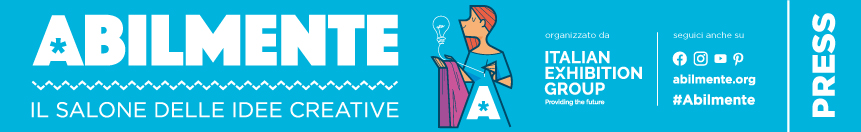 ABILMENTE
IL SALONE DELLE IDEE CREATIVE
A
organizzato da
ITALIAN
EXHIBITION
GROUP
Providing the future
seguici anche su
abilmente.org
#Abilmente
PRESS